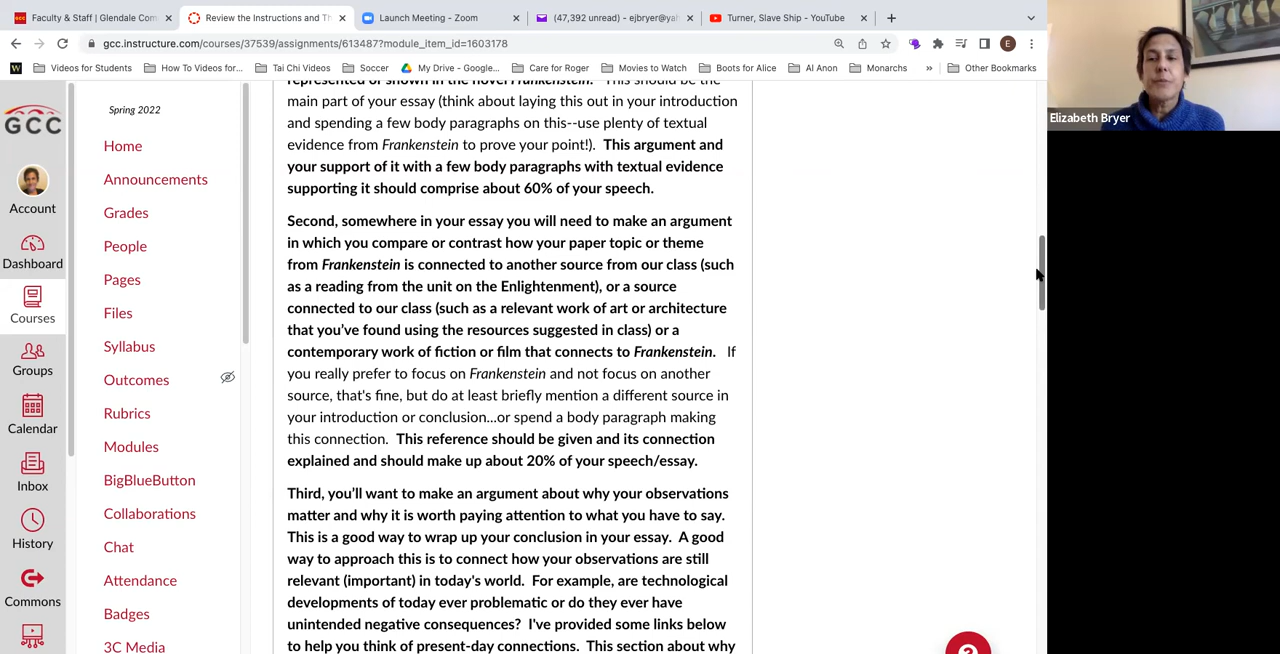 Faculty & Staff | Glendale Com
Review the Instructions and Th
Launch Meeting - Zoom
(47,392 unread) - ejbryer@yah
Turner, Slave Ship - YouTube
gcc.instructure.com/courses/37539/assignments/613487?module_item_id=1603178
E
W
Videos for Students
How To Videos for...
Tai Chi Videos
Soccer
My Drive - Google...
Care for Roger
Movies to Watch
Boots for Alice
Al Anon
Monarchs
»
Other Bookmarks
GCC
Account
Dashboard
Courses
Groups
Calendar
Inbox
History
Commons
Spring 2022
Home
Announcements
Grades
People
Pages
Files
Syllabus
Outcomes
Rubrics
Modules
BigBlueButton
Collaborations
Chat
Attendance
Badges
3C Media
represented or shown in the novel Frankenstein. This should be the
main part of your essay (think about laying this out in your introduction
and spending a few body paragraphs on this--use plenty of textual
evidence from Frankenstein to prove your point!). This argument and
your support of it with a few body paragraphs with textual evidence
supporting it should comprise about 60% of your speech.
Second, somewhere in your essay you will need to make an argument
in which you compare or contrast how your paper topic or theme
from Frankenstein is connected to another source from our class (such
as a reading from the unit on the Enlightenment), or a source
connected to our class (such as a relevant work of art or architecture
that you've found using the resources suggested in class) or a
contemporary work of fiction or film that connects to Frankenstein. If
you really prefer to focus on Frankenstein and not focus on another
source, that's fine, but do at least briefly mention a different source in
your introduction or conclusion...or spend a body paragraph making
this connection. This reference should be given and its connection
explained and should make up about 20% of your speech/essay.
Third, you'll want to make an argument about why your observations
matter and why it is worth paying attention to what you have to say.
This is a good way to wrap up your conclusion in your essay. A good
way to approach this is to connect how your observations are still
relevant (important) in today's world. For example, are technological
developments of today ever problematic or do they ever have
unintended negative consequences? I've provided some links below
to help you think of present-day connections. This section about why
?
Elizabeth Bryer